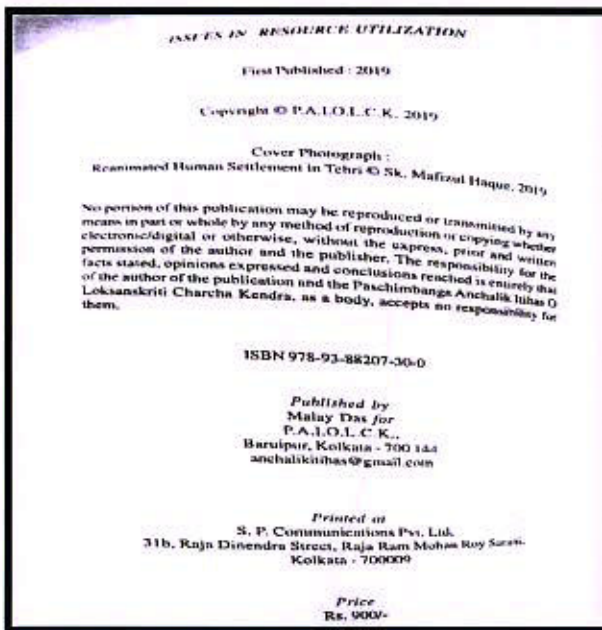 ISSUES IN RESOURCE UTILIZATION
First Published : 2019
Copyright © P.A.I.O.L.C.K. 2019
Cover Photograph :
Reanimated Human Settlement in Tehri © Sk. Mafizul Haque, 2019
No portion of this publication may be reproduced or transmitted by any
means in part or whole by any method of reproduction or copying whether
electronic/digital or otherwise, without the express, prior and written
permission of the author and the publisher. The responsibility for the
facts stated, opinions expressed and conclusions reached is entirely that
of the author of the publication and the Paschimbanga Anchalik Itihas O
Loksanskriti Charcha Kendra, as a body, accepts no responsibility for
them.
ISBN 978-93-88207-30-0
Published by
Malay Das for
P.A.I.O.L.C.K.,
Baruipur, Kolkata - 700 144
anchalikitihas@gmail.com
Printed at
S. P. Communications Pvt. Ltd.
31b, Raja Dinendra Street, Raja Ram Mohan Roy Sarani-
Kolkata - 700009
Price
Rs. 900/-